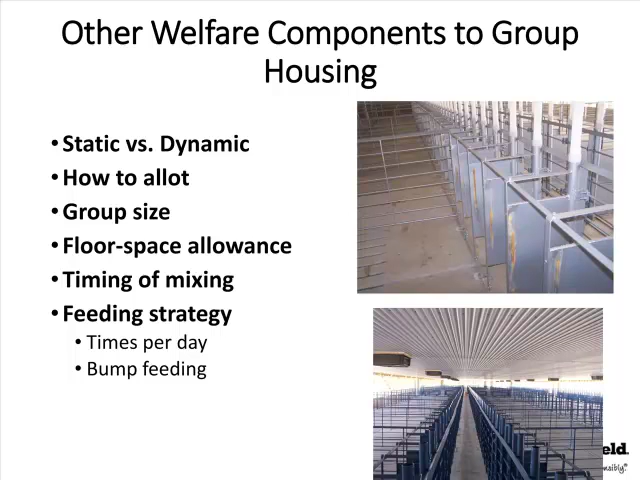 Other Welfare Components to Group
Housing
• Static vs. Dynamic
• How to allot
• Group size
• Floor-space allowance
• Timing of mixing
• Feeding strategy
• Times per day
• Bump feeding
eld.
nsibly.®